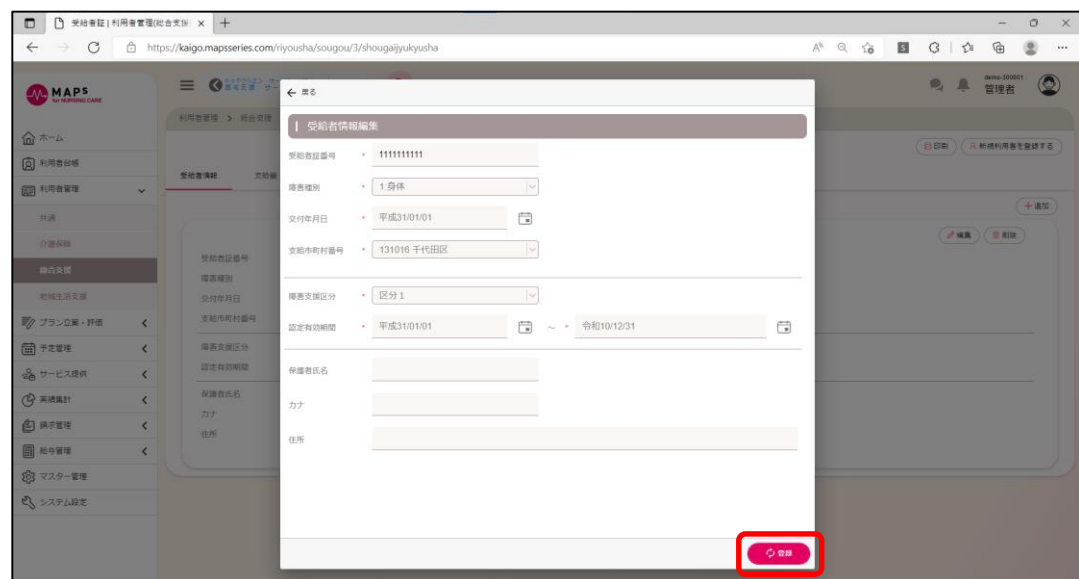 受給者証 | 利用者管理(総合支援
https://kaigo.mapsseries.com/riyousha/sougou/3/shougaijyukyusha
MAPS
for NURSING CARE
demo-300001
管理者
利用者管理 > 総合支援
印刷
新規利用者を登録する
受給者情報
支給量
追加
編集
削除
ホーム
利用者台帳
利用者管理
共通
介護保険
総合支援
地域生活支援
プラン立案・評価
予定管理
サービス提供
実績集計
請求管理
給与管理
マスター管理
システム設定
受給者証番号
障害種別
交付年月日
支給市町村番号
障害支援区分
認定有効期間
保護者氏名
カナ
住所
← 戻る
受給者情報編集
受給者証番号 * 1111111111
障害種別 * 1:身体
交付年月日 * 平成31/01/01
支給市町村番号 * 131016 千代田区
障害支援区分 * 区分1
認定有効期間 * 平成31/01/01 ～ * 令和10/12/31
保護者氏名
カナ
住所
登録